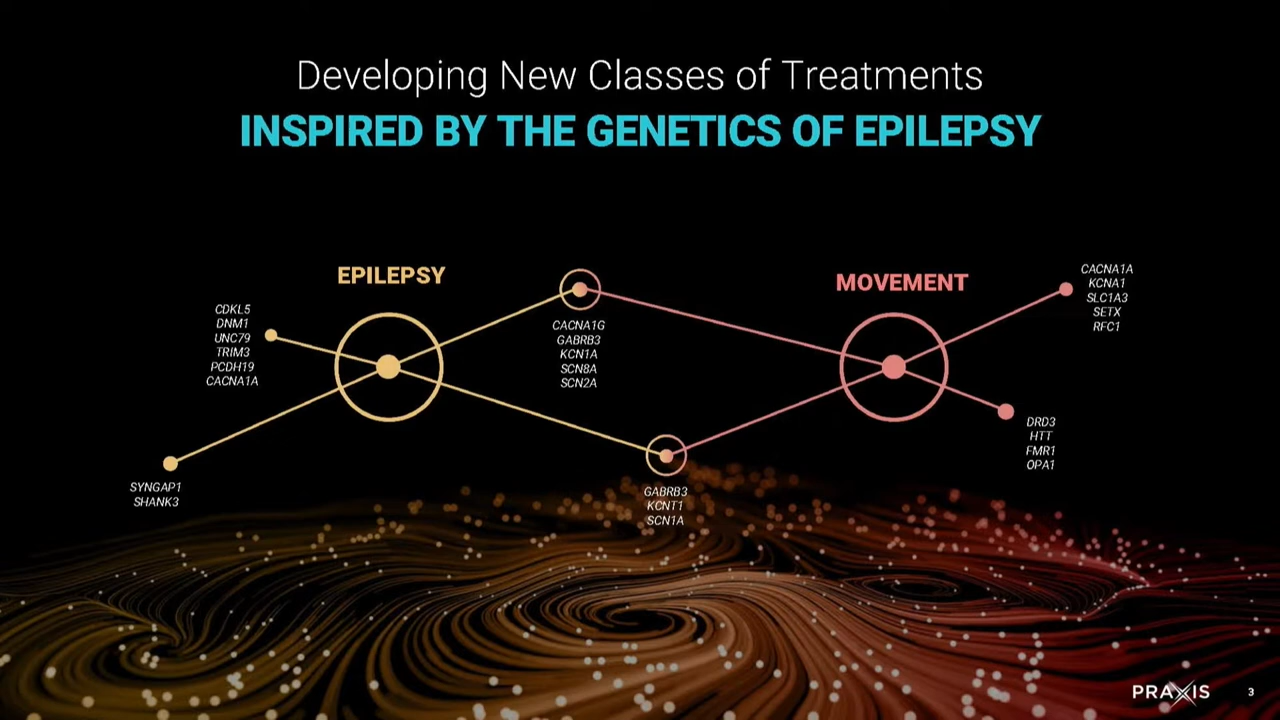 Developing New Classes of Treatments
INSPIRED BY THE GENETICS OF EPILEPSY
EPILEPSY
CDKL5
DNM1
UNC79
TRIM3
PCDH19
CACNA1A
SYNGAP1
SHANK3
CACNA1G
GABRB3
KCN1A
SCN8A
SCN2A
GABRB3
KCNT1
SCN1A
MOVEMENT
CACNA1A
KCNA1
SLC1A3
SETX
RFC1
DRD3
HTT
FMR1
OPA1
PRAXIS
3